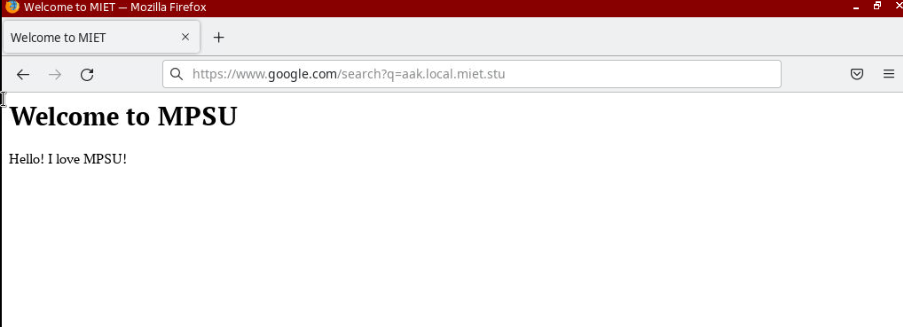 Welcome to MIET — Mozilla Firefox
Welcome to MIET
https://www.google.com/search?q=aak.local.miet.stu
Welcome to MPSU
Hello! I love MPSU!